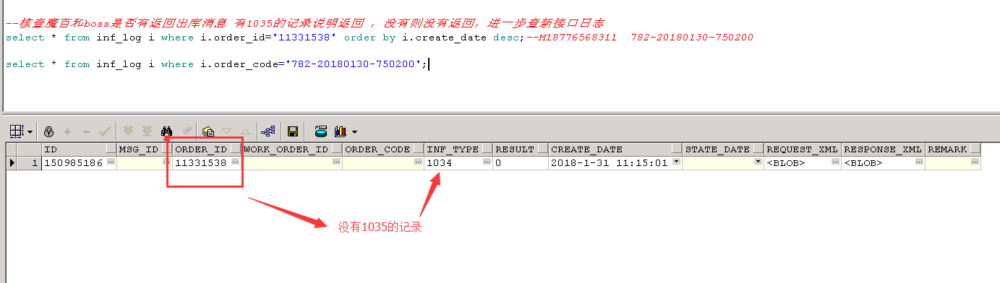 --核查魔百和boss是否有返回出库消息 有1035的记录说明返回 ，没有则没有返回，进一步查新接口日志
select * from inf_log i where i.order_id='11331538' order by i.create_date desc;--M18776568311  782-20180130-750200
select * from inf_log i where i.order_code='782-20180130-750200';
ID MSG_ID ORDER_ID WORK_ORDER_ID ORDER_CODE INF_TYPE RESULT CREATE_DATE STATE_DATE REQUEST_XML RESPONSE_XML REMARK
1 150985186 11331538 1034 0 2018-1-31 11:15:01 <BLOB> <BLOB>
没有1035的记录